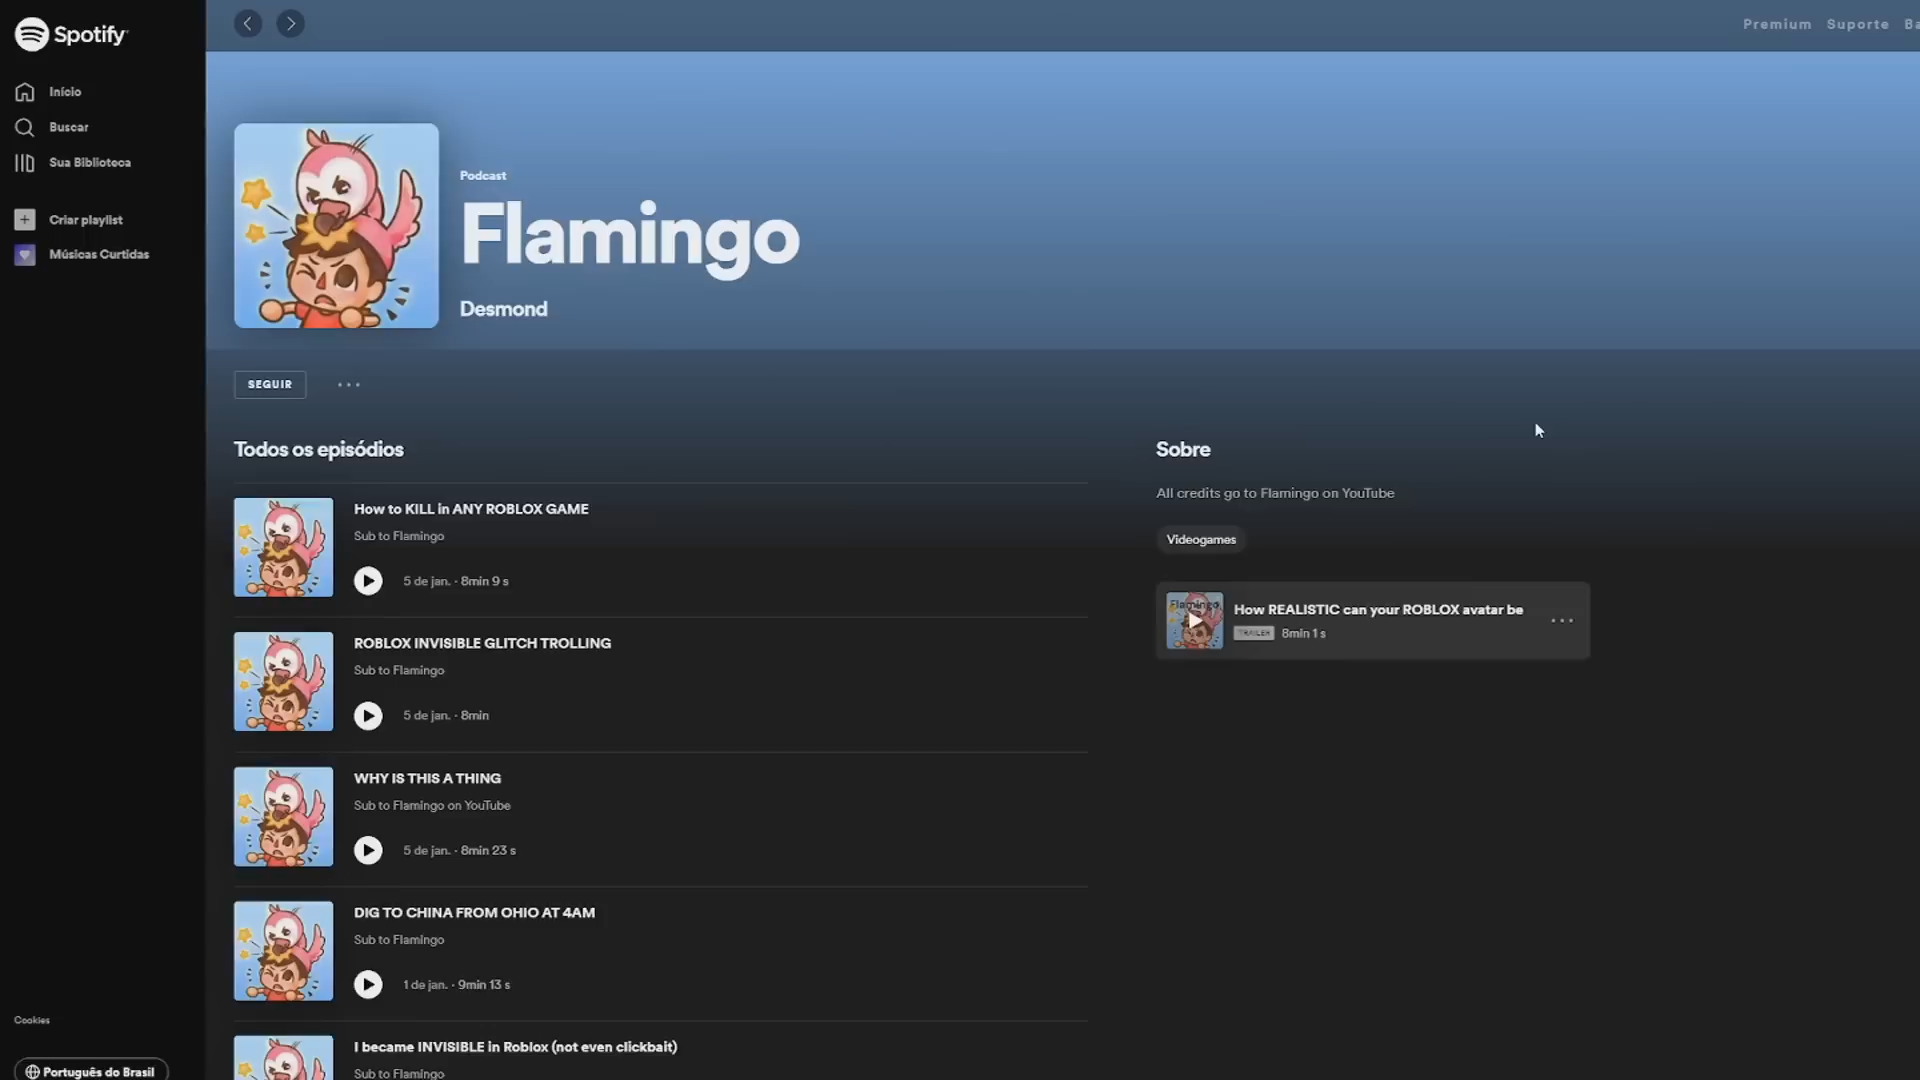 Spotify
Premium Suporte Ba
Início
Buscar
Sua Biblioteca
Criar playlist
Músicas Curtidas
Podcast
Flamingo
Desmond
SEGUIR
Todos os episódios
How to KILL in ANY ROBLOX GAME
Sub to Flamingo
5 de jan. · 8min 9 s
ROBLOX INVISIBLE GLITCH TROLLING
Sub to Flamingo
5 de jan. · 8min
WHY IS THIS A THING
Sub to Flamingo on YouTube
5 de jan. · 8min 23 s
DIG TO CHINA FROM OHIO AT 4AM
Sub to Flamingo
1 de jan. · 9min 13 s
I became INVISIBLE in Roblox (not even clickbait)
Sub to Flamingo
Sobre
All credits go to Flamingo on YouTube
Videogames
Flamingo
How REALISTIC can your ROBLOX avatar be
TRAILER 8min 1 s
Cookies
Português do Brasil